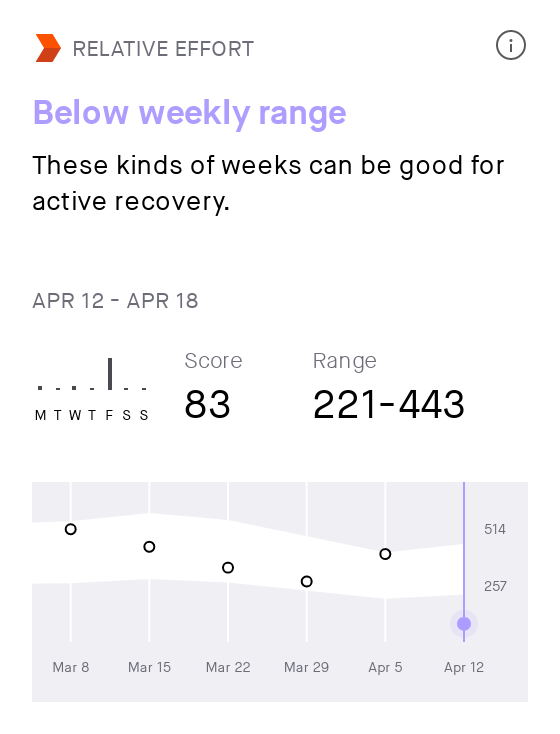 RELATIVE EFFORT
Below weekly range
These kinds of weeks can be good for
active recovery.
APR 12 - APR 18
Score
Range
83
221-443
M T W T F S S
514
257
Mar 8
Mar 15
Mar 22
Mar 29
Apr 5
Apr 12